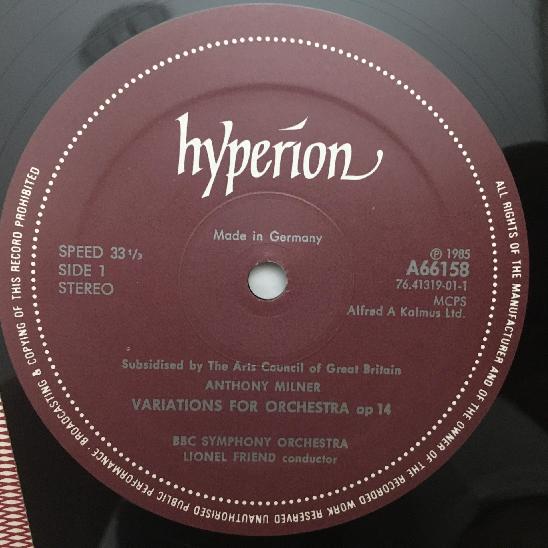 hyperion
Made in Germany
SPEED 33 1/3
SIDE 1
STEREO
℗ 1985
A66158
76.41319-01-1
MCPS
Alfred A Kalmus Ltd.
Subsidised by The Arts Council of Great Britain
ANTHONY MILNER
VARIATIONS FOR ORCHESTRA op 14
BBC SYMPHONY ORCHESTRA
LIONEL FRIEND conductor
ALL RIGHTS OF THE MANUFACTURER AND OF THE OWNER OF THE RECORDED WORK RESERVED UNAUTHORISED PUBLIC PERFORMANCE · BROADCASTING & COPYING OF THIS RECORD PROHIBITED